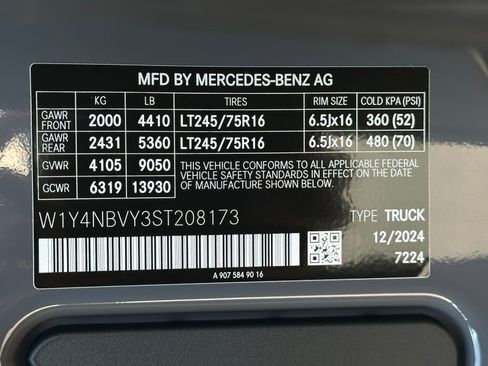 MFD BY MERCEDES-BENZ AG
KG LB TIRES RIM SIZE COLD KPA (PSI)
GAWR FRONT 2000 4410 LT245/75R16 6.5Jx16 360 (52)
GAWR REAR 2431 5360 LT245/75R16 6.5Jx16 480 (70)
GVWR 4105 9050 THIS VEHICLE CONFORMS TO ALL APPLICABLE FEDERAL
VEHICLE SAFETY STANDARDS IN EFFECT ON THE DATE
GCWR 6319 13930 OF MANUFACTURE SHOWN BELOW.
W1Y4NBVY3ST208173 TYPE TRUCK
12/2024
7224
A 907 584 90 16